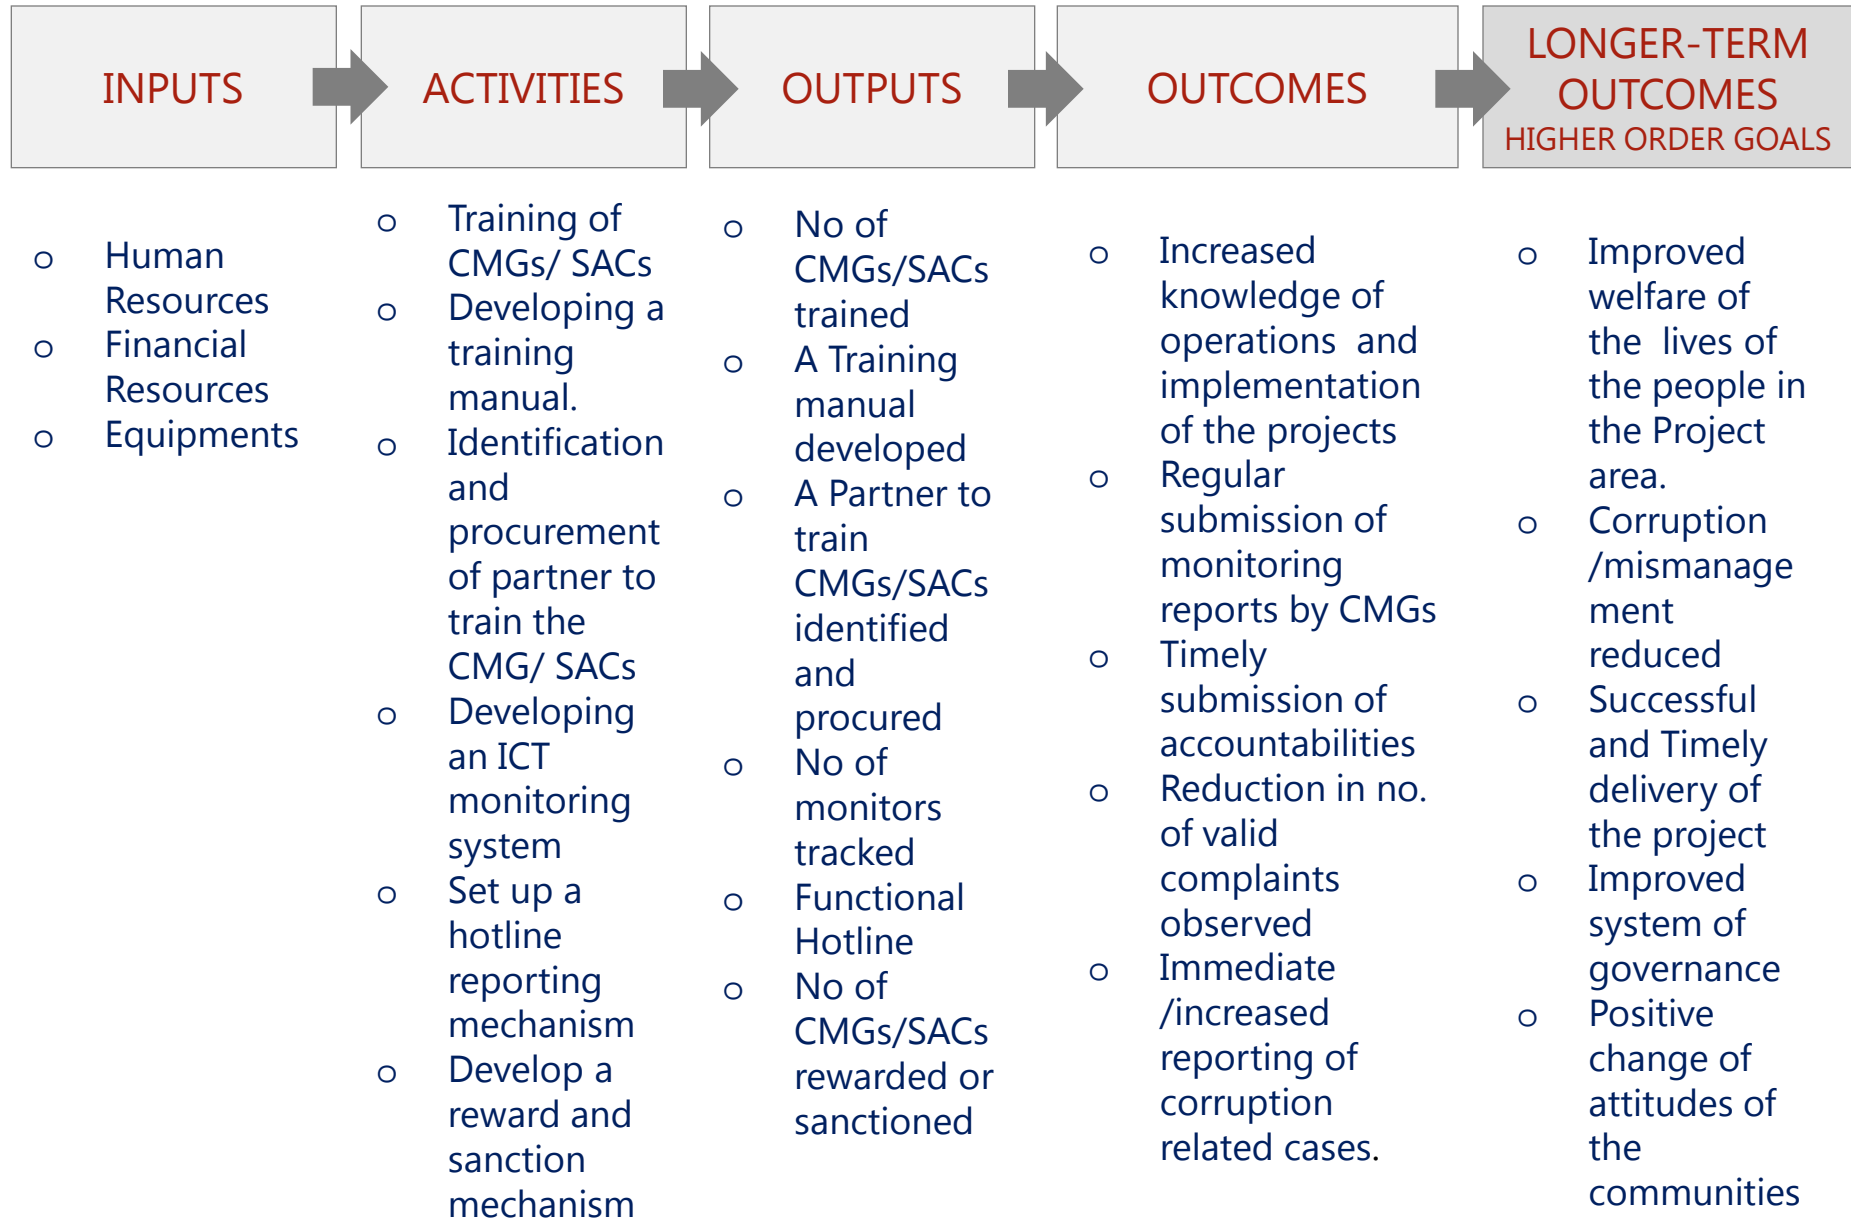 INPUTS
ACTIVITIES
OUTPUTS
OUTCOMES
LONGER-TERM
OUTCOMES
HIGHER ORDER GOALS
o Human
Resources
o Financial
Resources
o Equipments
o Training of
CMGs/ SACs
o Developing a
training
manual.
o Identification
and
procurement
of partner to
train the
CMG/ SACs
o Developing
an ICT
monitoring
system
o Set up a
hotline
reporting
mechanism
o Develop a
reward and
sanction
mechanism
o No of
CMGs/SACs
trained
o A Training
manual
developed
o A Partner to
train
CMGs/SACs
identified
and
procured
o No of
monitors
tracked
o Functional
Hotline
o No of
CMGs/SACs
rewarded or
sanctioned
o Increased
knowledge of
operations and
implementation
of the projects
o Regular
submission of
monitoring
reports by CMGs
o Timely
submission of
accountabilities
o Reduction in no.
of valid
complaints
observed
o Immediate
/increased
reporting of
corruption
related cases.
o Improved
welfare of
the lives of
the people in
the Project
area.
o Corruption
/mismanage
ment
reduced
o Successful
and Timely
delivery of
the project
o Improved
system of
governance
o Positive
change of
attitudes of
the
communities